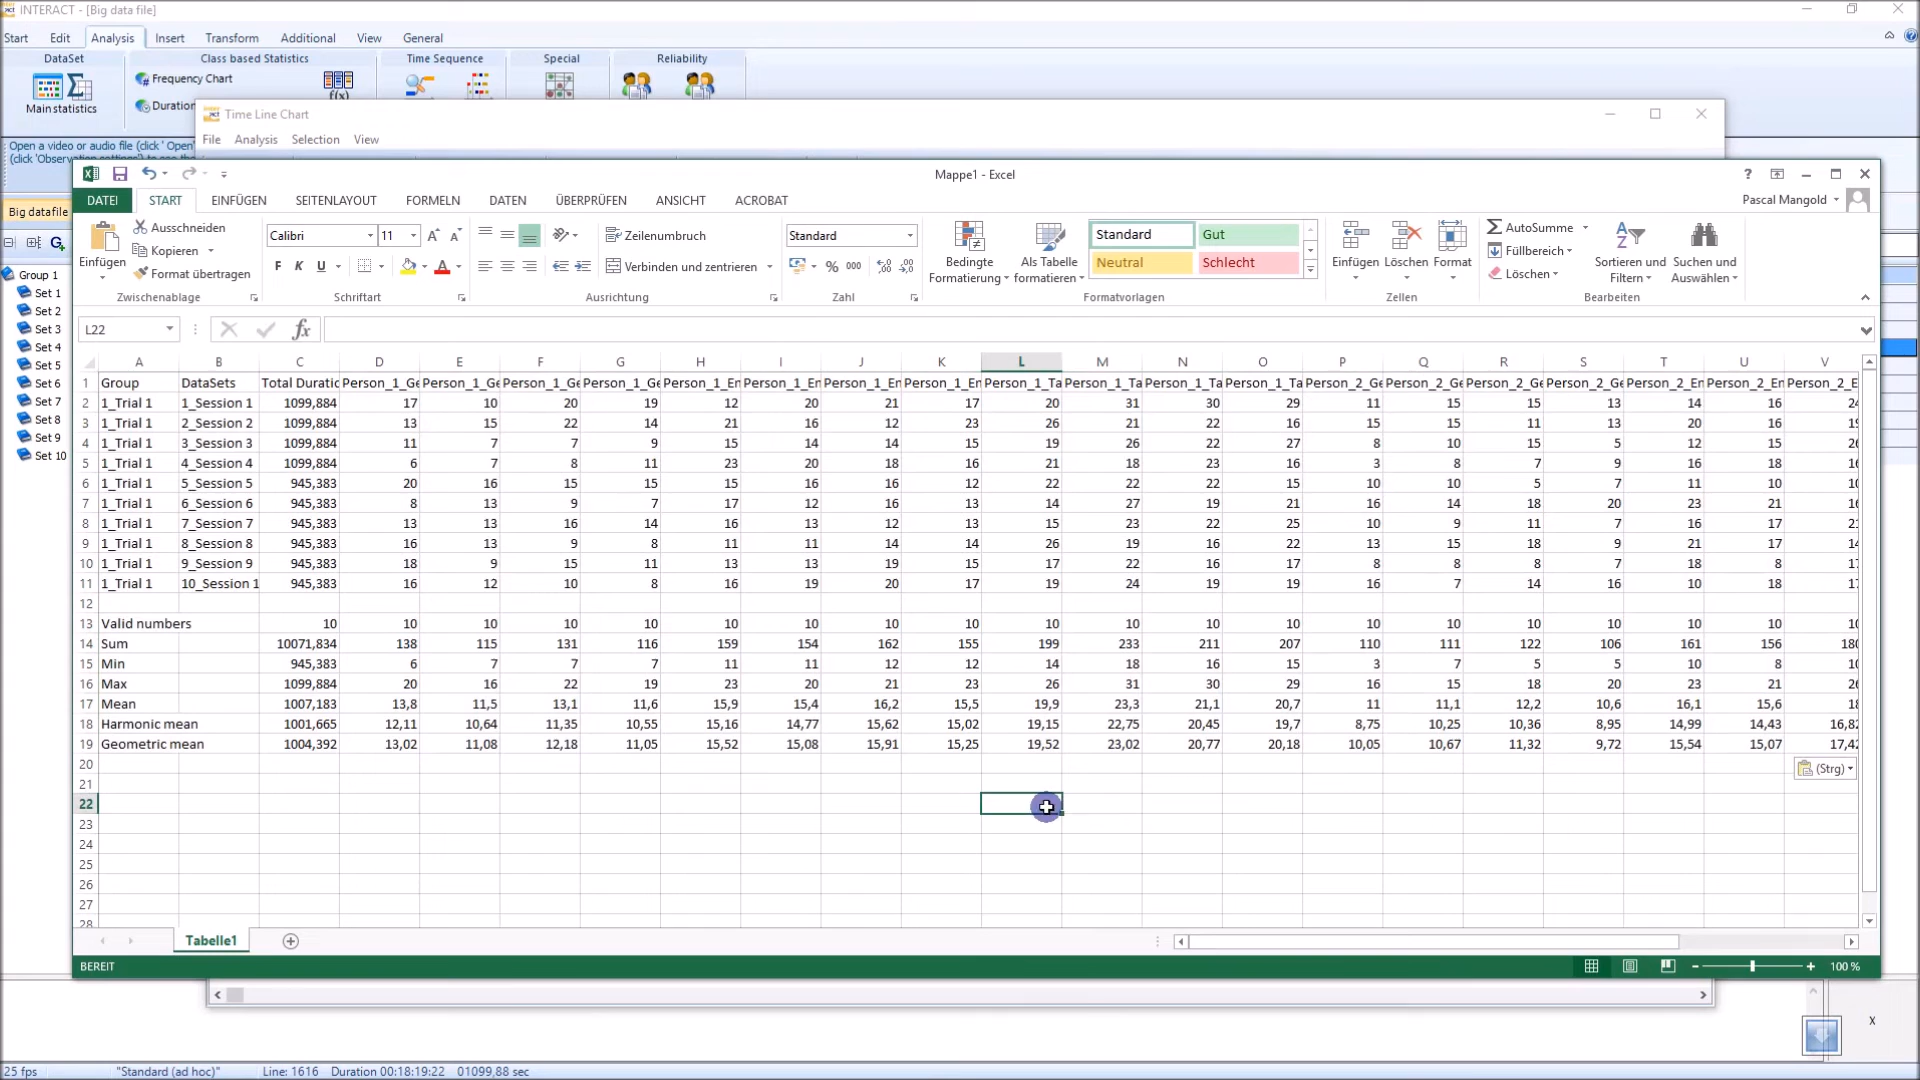 INTERACT - [Big data file]
Start Edit Analysis Insert Transform Additional View General
DataSet Class based Statistics Time Sequence Special Reliability
Frequency Chart
f(x)
Main statistics
Time Line Chart
File Analysis Selection View
Open a video or audio file (click ' Open'
Mappe1 - Excel
DATEI START EINFÜGEN SEITENLAYOUT FORMELN DATEN ÜBERPRÜFEN ANSICHT ACROBAT
Pascal Mangold
Big datafile
Einfügen
Ausschneiden
Kopieren
Format übertragen
Zwischenablage
Calibri 11
F K U
Schriftart
Zeilenumbruch
Verbinden und zentrieren
Ausrichtung
Standard
% 000
Zahl
Bedingte Formatierung
Als Tabelle formatieren
Standard Gut
Neutral Schlecht
Formatvorlagen
Einfügen Löschen Format
Zellen
AutoSumme
Füllbereich
Löschen
Sortieren und Filtern
Suchen und Auswählen
Bearbeiten
L22
fx
Group 1
Set 1
Set 2
Set 3
Set 4
Set 5
Set 6
Set 7
Set 8
Set 9
Set 10
A B C D E F G H I J K L M N O P Q R S T U V
1 Group DataSets Total Duratic Person_1_Ge Person_1_Ge Person_1_Ge Person_1_Ge Person_1_En Person_1_En Person_1_En Person_1_En Person_1_Ta Person_1_Ta Person_1_Ta Person_1_Ta Person_2_Ge Person_2_Ge Person_2_Ge Person_2_Ge Person_2_En Person_2_En Person_2_E
2 1_Trial 1 1_Session 1 1099,884 17 10 20 19 12 20 21 17 20 31 30 29 11 15 15 13 14 16 24
3 1_Trial 1 2_Session 2 1099,884 13 15 22 14 21 16 12 23 26 21 22 16 15 15 11 13 20 16 19
4 1_Trial 1 3_Session 3 1099,884 11 7 7 9 15 14 14 15 19 26 22 27 8 10 15 5 12 15 26
5 1_Trial 1 4_Session 4 1099,884 6 7 8 11 23 20 18 16 21 18 23 16 3 8 7 9 16 18 16
6 1_Trial 1 5_Session 5 945,383 20 16 15 15 15 16 16 12 22 22 22 15 10 10 5 7 11 10 10
7 1_Trial 1 6_Session 6 945,383 8 13 9 7 17 12 16 13 14 27 19 21 16 14 18 20 23 21 16
8 1_Trial 1 7_Session 7 945,383 13 13 16 14 16 13 12 13 15 23 22 25 10 9 11 7 16 17 21
9 1_Trial 1 8_Session 8 945,383 16 13 9 8 11 11 14 14 26 19 16 22 13 15 18 9 21 17 14
10 1_Trial 1 9_Session 9 945,383 18 9 15 11 13 13 19 15 17 22 16 17 8 8 8 7 18 8 17
11 1_Trial 1 10_Session 1 945,383 16 12 10 8 16 19 20 17 19 24 19 19 16 7 14 16 10 18 17
12
13 Valid numbers 10 10 10 10 10 10 10 10 10 10 10 10 10 10 10 10 10 10 10 10
14 Sum 10071,834 138 115 131 116 159 154 162 155 199 233 211 207 110 111 122 106 161 156 180
15 Min 945,383 6 7 7 7 11 11 12 12 14 18 16 15 3 7 5 5 10 8 10
16 Max 1099,884 20 16 22 19 23 20 21 23 26 31 30 29 16 15 18 20 23 21 26
17 Mean 1007,183 13,8 11,5 13,1 11,6 15,9 15,4 16,2 15,5 19,9 23,3 21,1 20,7 11 11,1 12,2 10,6 16,1 15,6 18
18 Harmonic mean 1001,665 12,11 10,64 11,35 10,55 15,16 14,77 15,62 15,02 19,15 22,75 20,45 19,7 8,75 10,25 10,36 8,95 14,99 14,43 16,82
19 Geometric mean 1004,392 13,02 11,08 12,18 11,05 15,52 15,08 15,91 15,25 19,52 23,02 20,77 20,18 10,05 10,67 11,32 9,72 15,54 15,07 17,42
20
(Strg)
21
22
23
24
25
26
27
28
Tabelle1
BEREIT
100 %
X
25 fps "Standard (ad hoc)" Line: 1616 Duration 00:18:19:22 01099,88 sec